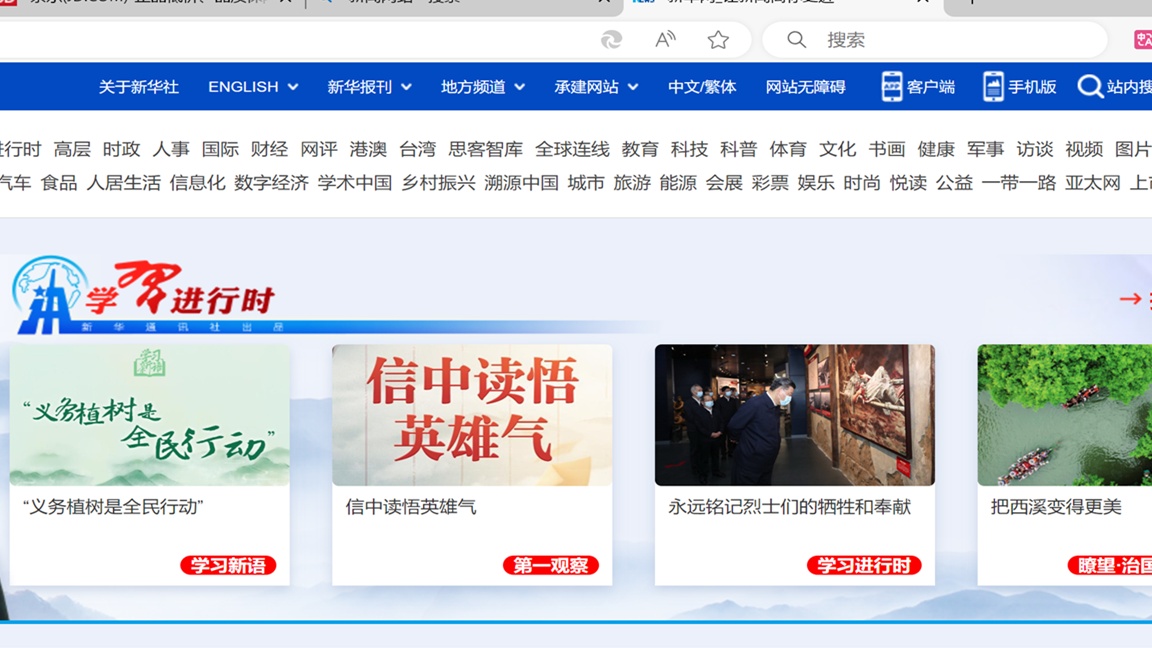 搜索
关于新华社 ENGLISH 新华报刊 地方频道 承建网站 中文/繁体 网站无障碍 APP 客户端 手机版 站内搜
进行时 高层 时政 人事 国际 财经 网评 港澳 台湾 思客智库 全球连线 教育 科技 科普 体育 文化 书画 健康 军事 访谈 视频 图片
汽车 食品 人居生活 信息化 数字经济 学术中国 乡村振兴 溯源中国 城市 旅游 能源 会展 彩票 娱乐 时尚 悦读 公益 一带一路 亚太网 上市
学习进行时
新华通讯社出品
学习
“义务植树是
全民行动”
信中读悟
英雄气
“义务植树是全民行动”
信中读悟英雄气
永远铭记烈士们的牺牲和奉献
把西溪变得更美
学习新语
第一观察
学习进行时
瞭望·治国